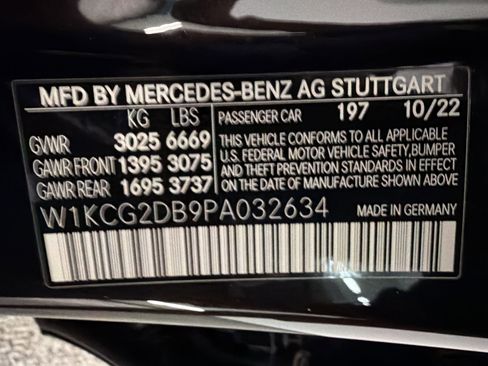 MFD BY MERCEDES-BENZ AG STUTTGART
KG LBS PASSENGER CAR 197 10/22
GVWR 3025 6669
GAWR FRONT 1395 3075
GAWR REAR 1695 3737
THIS VEHICLE CONFORMS TO ALL APPLICABLE
U.S. FEDERAL MOTOR VEHICLE SAFETY,BUMPER
AND THEFT PREVENTION STANDARDS IN EFFECT
ON THE DATE OF MANUFACTURE SHOWN ABOVE.
W1KCG2DB9PA032634 MADE IN GERMANY